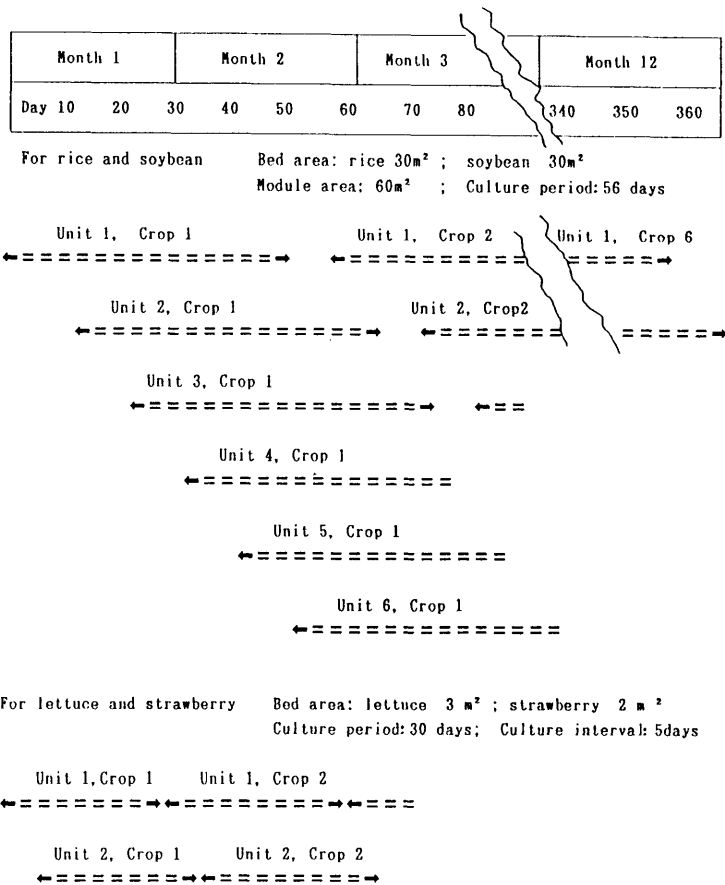 Month 1 Month 2 Month 3 Month 12
Day 10 20 30 40 50 60 70 80 340 350 360
For rice and soybean Bed area: rice 30m² ; soybean 30m²
Module area: 60m² ; Culture period: 56 days
Unit 1, Crop 1 Unit 1, Crop 2 Unit 1, Crop 6
Unit 2, Crop 1 Unit 2, Crop2
Unit 3, Crop 1
Unit 4, Crop 1
Unit 5, Crop 1
Unit 6, Crop 1
For lettuce and strawberry Bed area: lettuce 3 m² ; strawberry 2 m ²
Culture period: 30 days; Culture interval: 5days
Unit 1, Crop 1 Unit 1, Crop 2
Unit 2, Crop 1 Unit 2, Crop 2